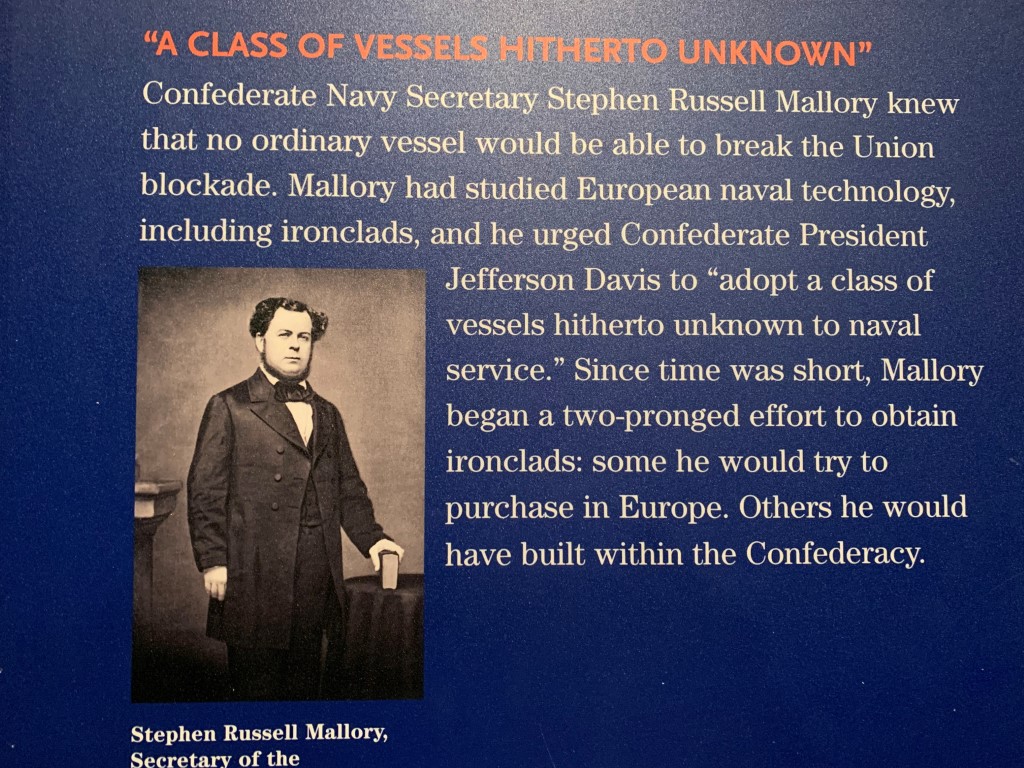 “A CLASS OF VESSELS HITHERTO UNKNOWN”
Confederate Navy Secretary Stephen Russell Mallory knew
that no ordinary vessel would be able to break the Union
blockade. Mallory had studied European naval technology,
including ironclads, and he urged Confederate President
Jefferson Davis to “adopt a class of
vessels hitherto unknown to naval
service.” Since time was short, Mallory
began a two-pronged effort to obtain
ironclads: some he would try to
purchase in Europe. Others he would
have built within the Confederacy.
Stephen Russell Mallory,
Secretary of the